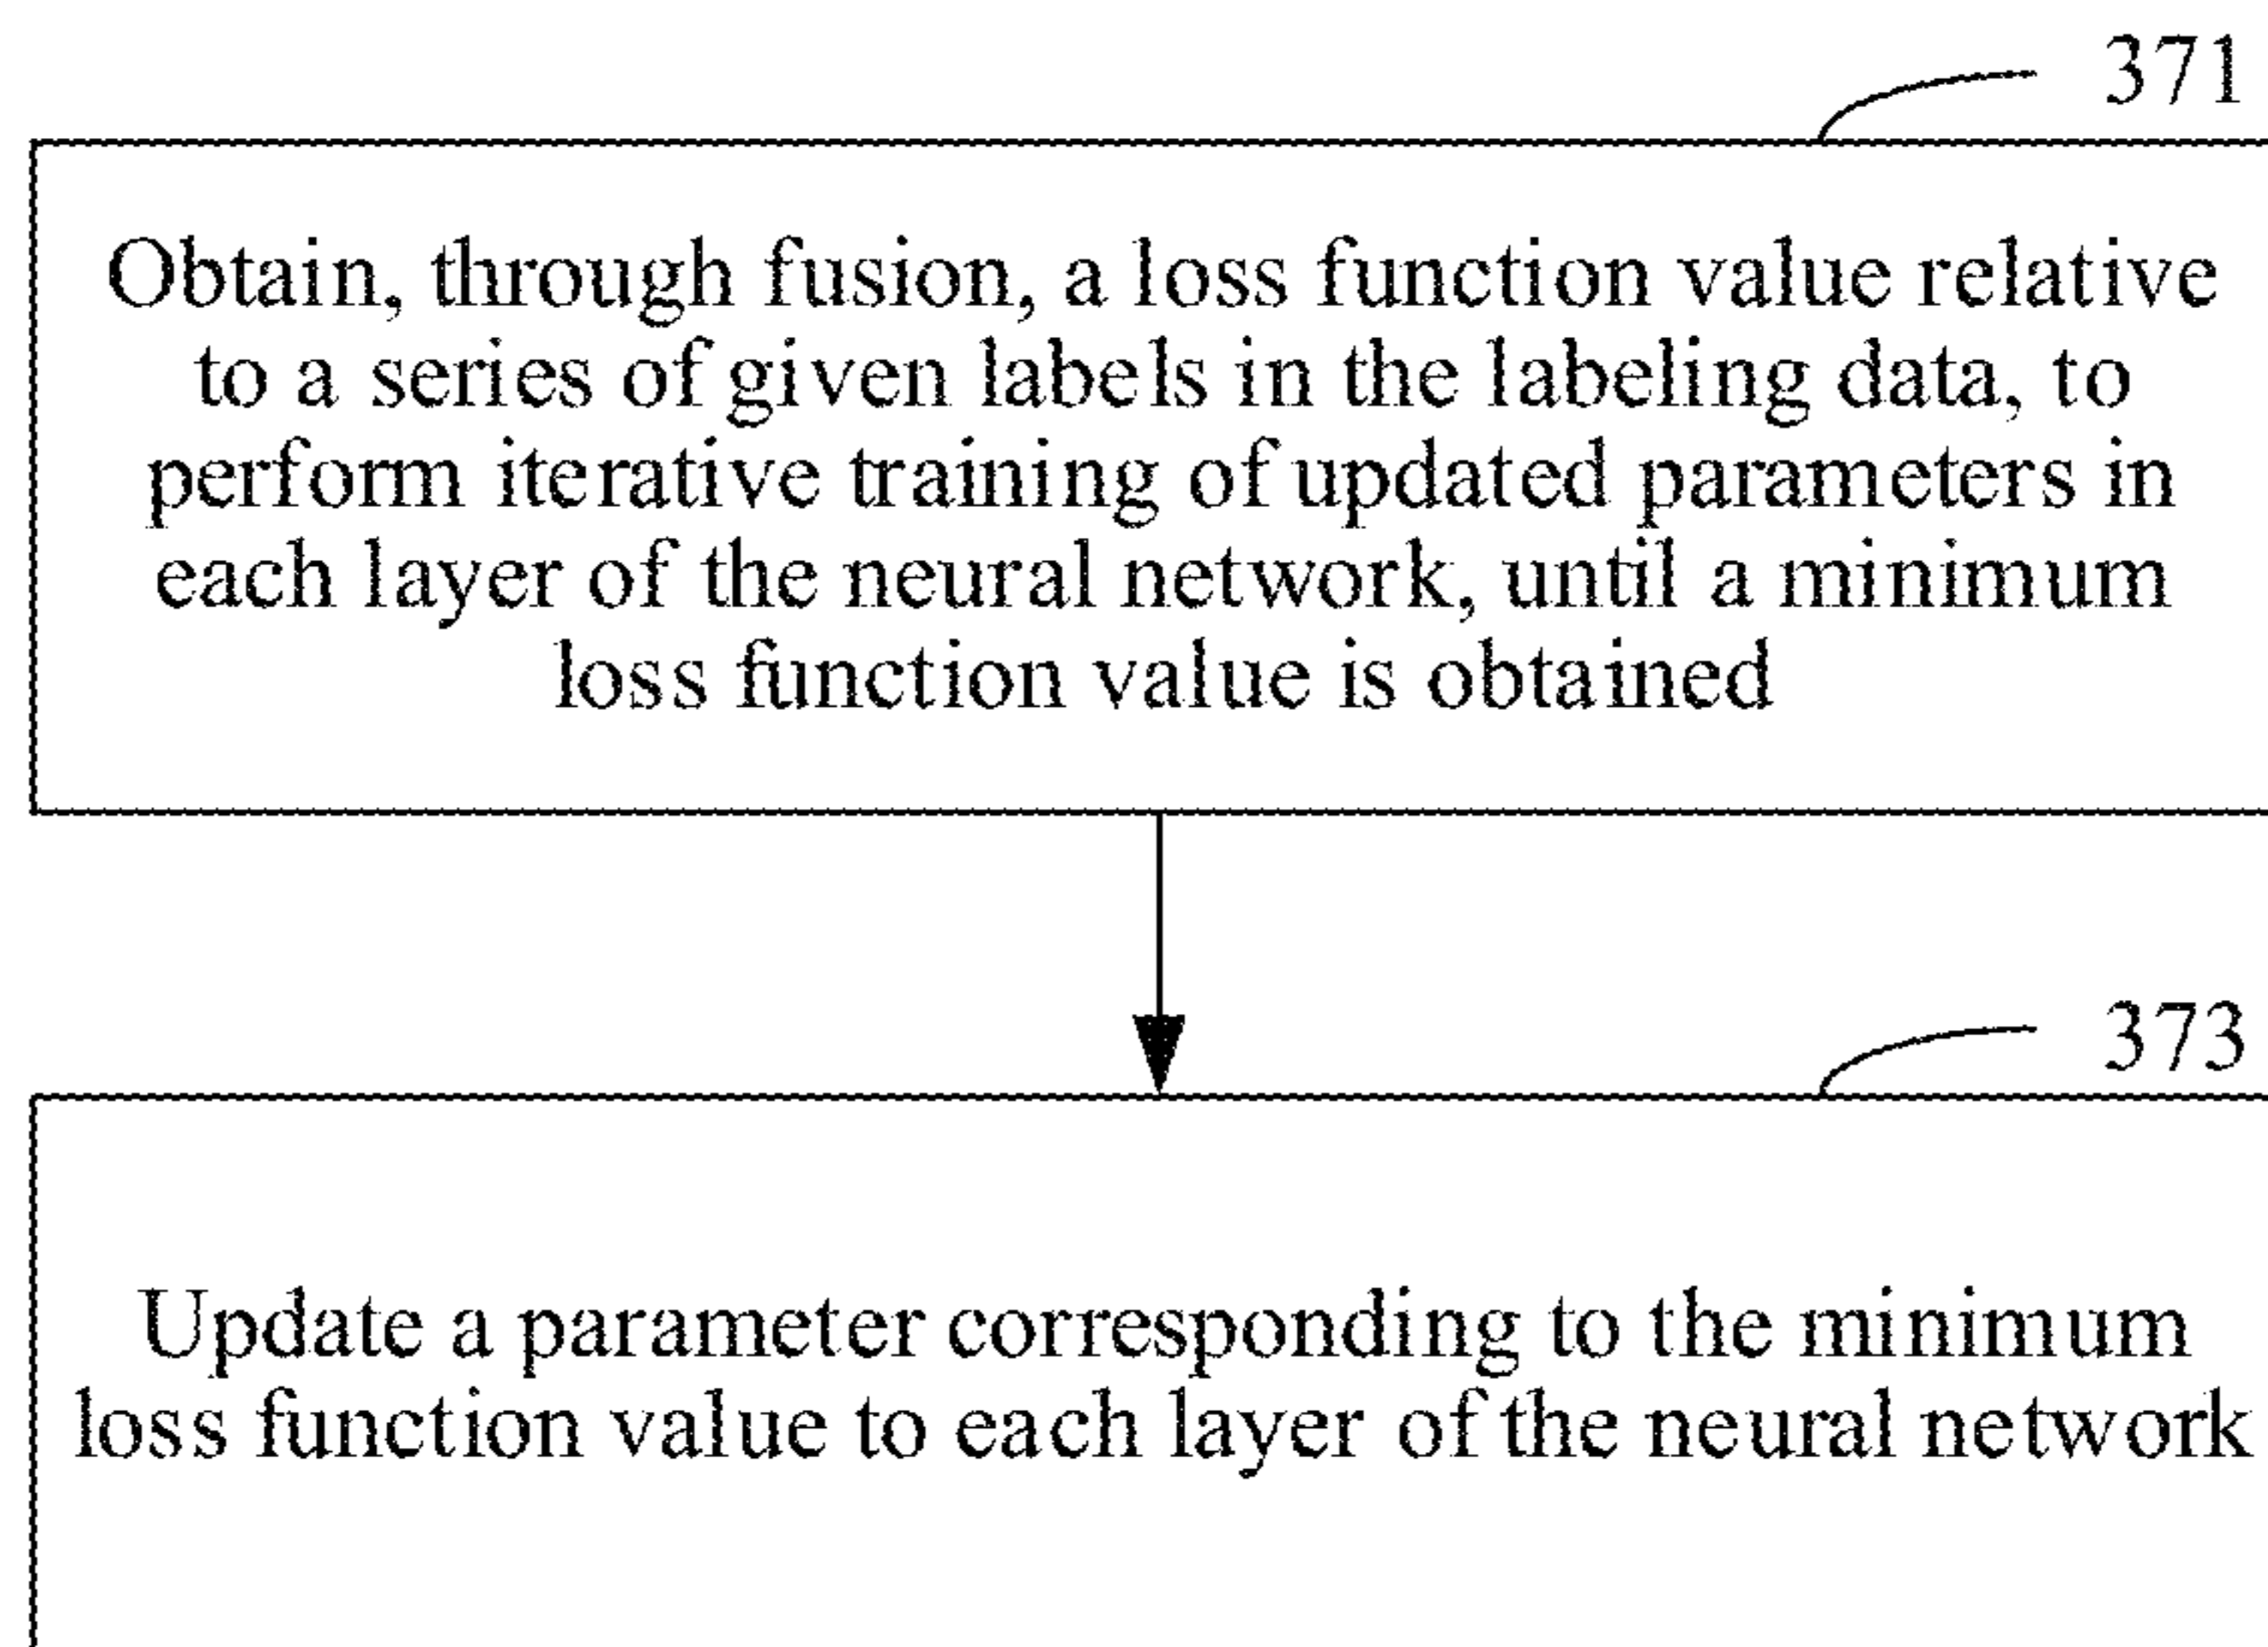 371
Obtain, through fusion, a loss function value relative
to a series of given labels in the labeling data, to
perform iterative training of updated parameters in
each layer of the neural network, until a minimum
loss function value is obtained
373
Update a parameter corresponding to the minimum
loss function value to each layer of the neural network